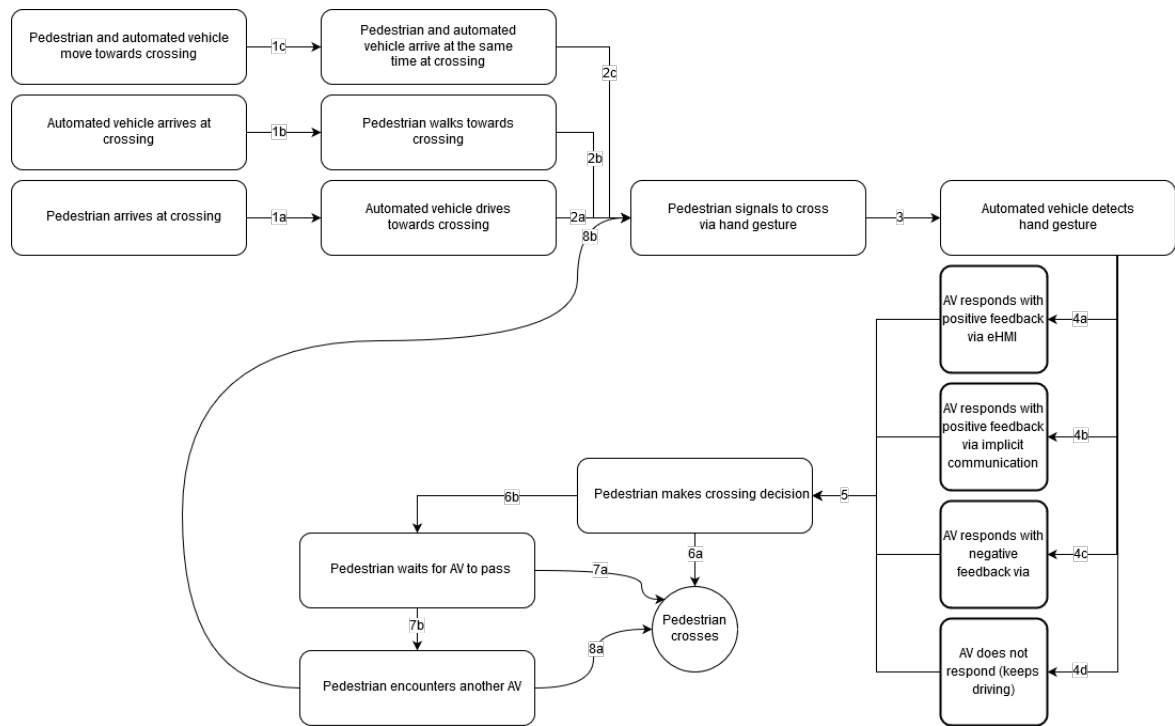 Pedestrian and automated vehicle
move towards crossing
1c
Pedestrian and automated
vehicle arrive at the same
time at crossing
2c
Automated vehicle arrives at
crossing
1b
Pedestrian walks towards
crossing
2b
Pedestrian arrives at crossing
1a
Automated vehicle drives
towards crossing
2a
8b
Pedestrian signals to cross
via hand gesture
3
Automated vehicle detects
hand gesture
AV responds with
positive feedback
via eHMI
4a
AV responds with
positive feedback
via implicit
communication
4b
AV responds with
negative
feedback via
4c
AV does not
respond (keeps
driving)
4d
5
Pedestrian makes crossing decision
6b
6a
Pedestrian waits for AV to pass
7a
7b
Pedestrian
crosses
8a
Pedestrian encounters another AV